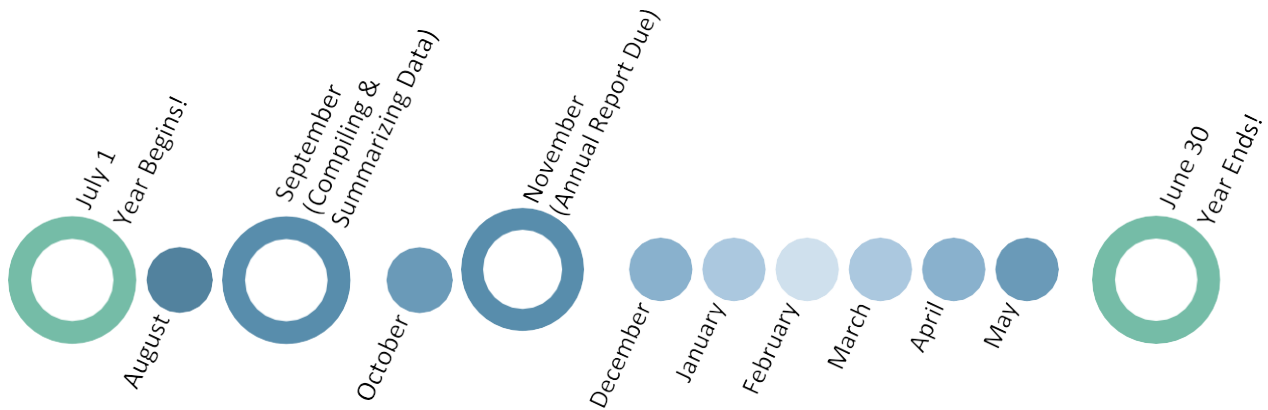 July 1
Year Begins!
August
September
(Compiling &
Summarizing Data)
October
November
(Annual Report Due)
December
January
February
March
April
May
June 30
Year Ends!